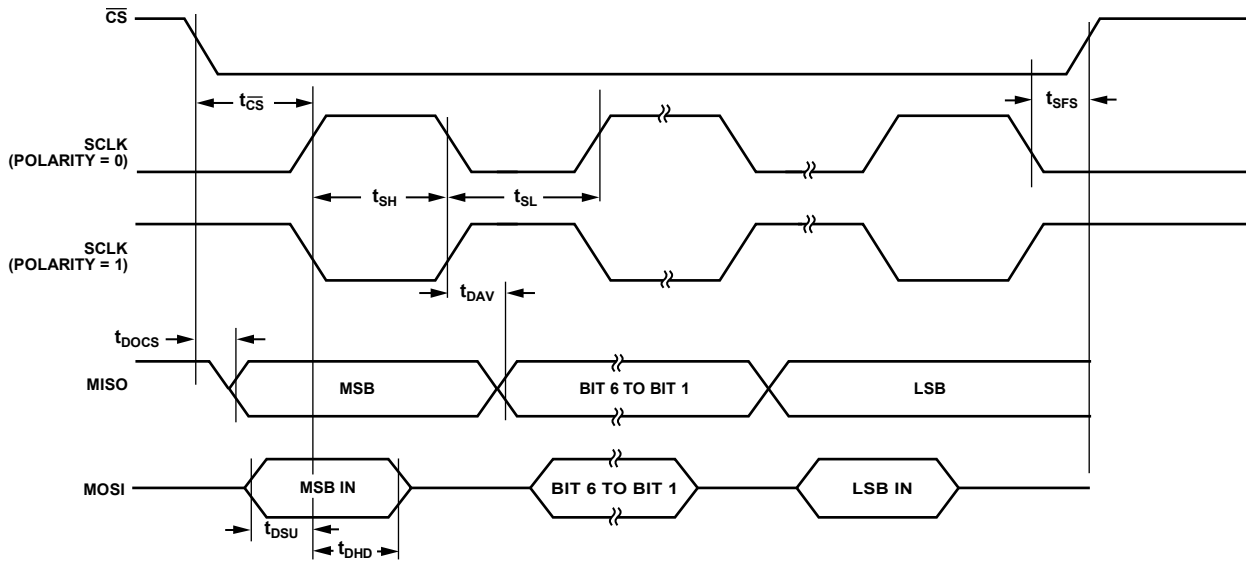 CS
tCS
tSFS
SCLK
(POLARITY = 0)
tSH
tSL
SCLK
(POLARITY = 1)
tDAV
tDOCS
MISO
MSB
BIT 6 TO BIT 1
LSB
MOSI
MSB IN
BIT 6 TO BIT 1
LSB IN
tDSU
tDHD